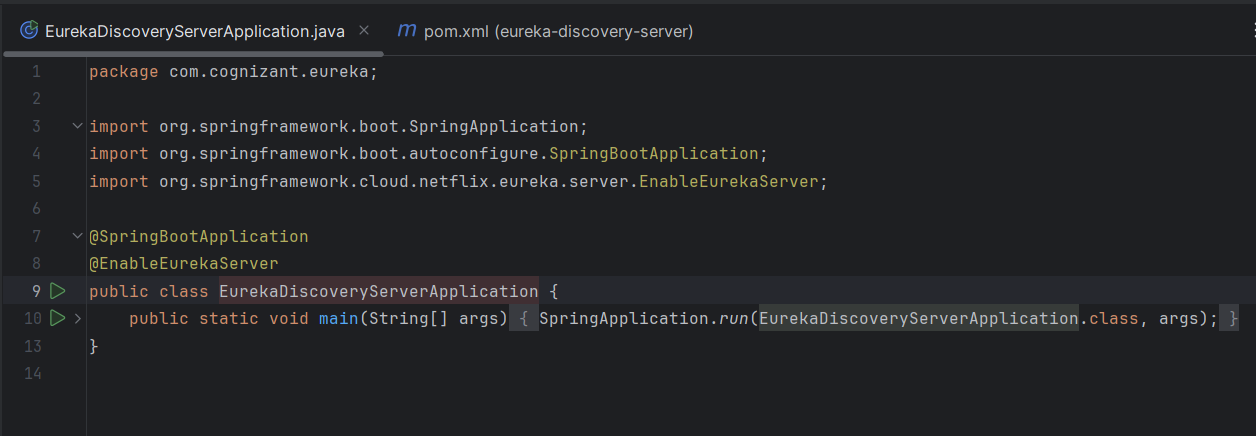 EurekaDiscoveryServerApplication.java × m pom.xml (eureka-discovery-server)
1 package com.cognizant.eureka;
2
3 import org.springframework.boot.SpringApplication;
4 import org.springframework.boot.autoconfigure.SpringBootApplication;
5 import org.springframework.cloud.netflix.eureka.server.EnableEurekaServer;
6
7 @SpringBootApplication
8 @EnableEurekaServer
9 public class EurekaDiscoveryServerApplication {
10 public static void main(String[] args) { SpringApplication.run(EurekaDiscoveryServerApplication.class, args); }
13 }
14